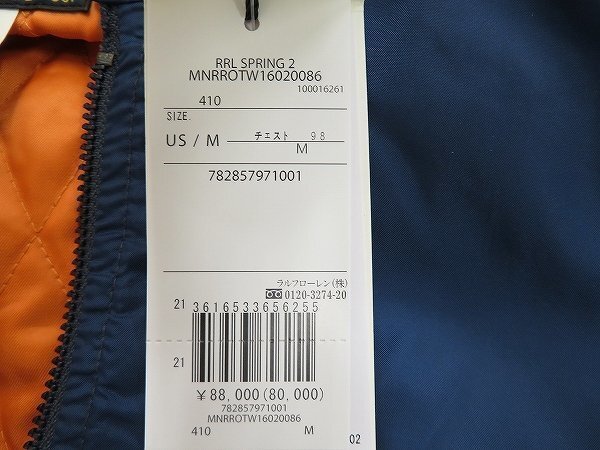 RRL SPRING 2
MNRROTW16020086
100016261
410
SIZE.
US / M チェスト 98
M
782857971001
ラルフローレン(株)
0120-3274-20
21 3616533656255
21
¥88,000(80,000)
782857971001
MNRROTW16020086
410 M
02